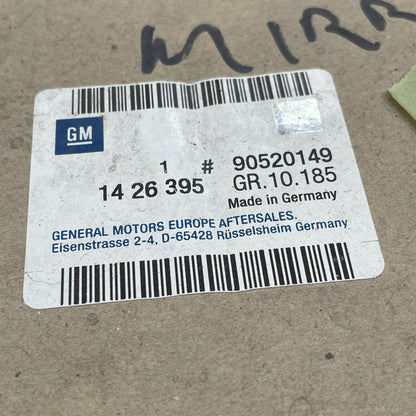 MIRR
GM
1 # 90520149
14 26 395 GR.10.185
Made in Germany
GENERAL MOTORS EUROPE AFTERSALES.
Eisenstrasse 2-4, D-65428 Rüsselsheim Germany